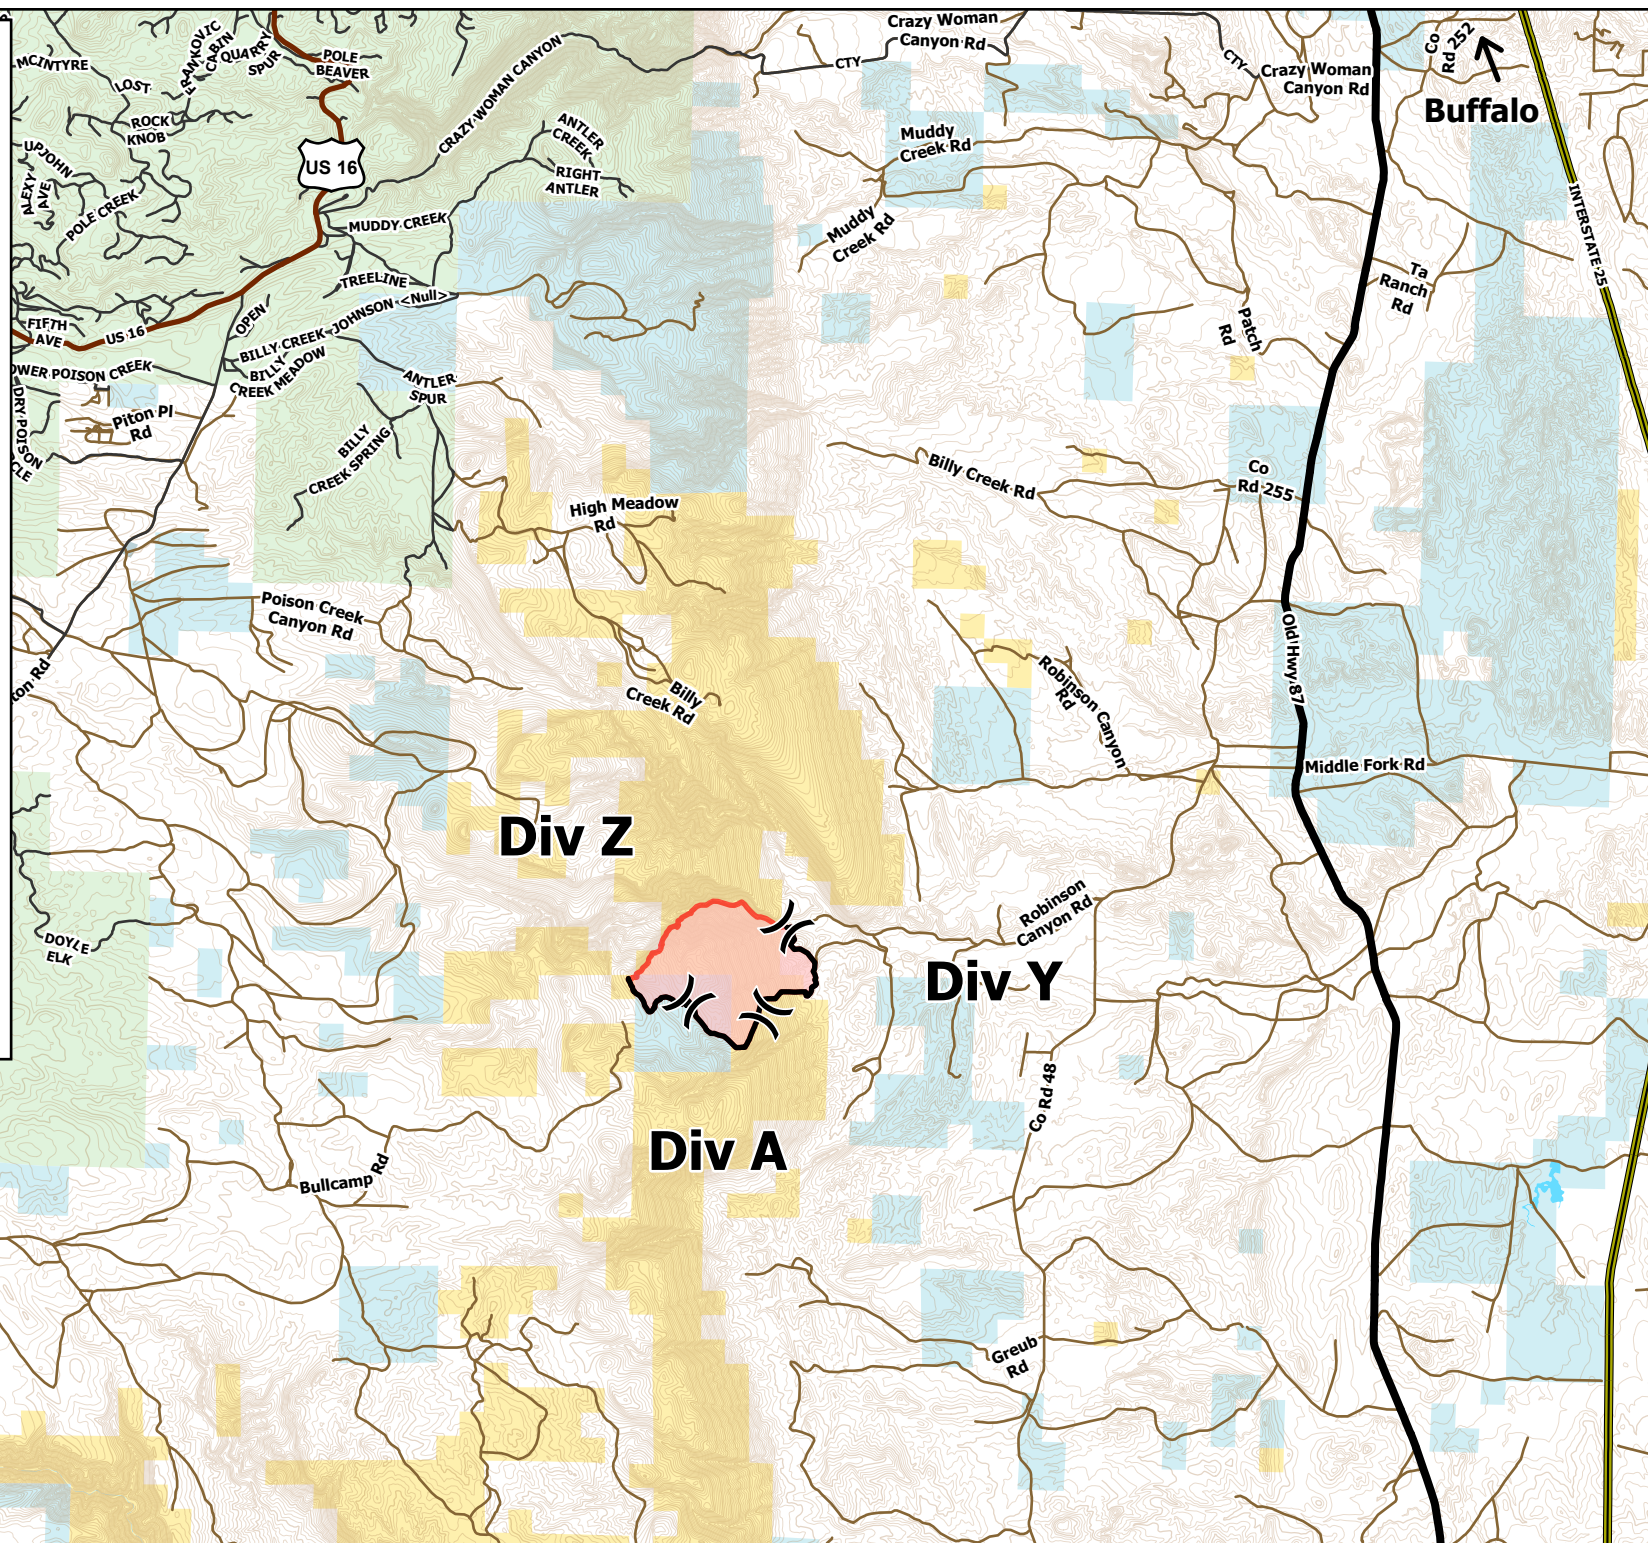 Crazy Woman
Canyon Rd
CTY
CTY
Crazy Woman
Canyon Rd
Co
Rd 252
Buffalo
INTERSTATE 25
MCINTYRE
LOST
FRANKOVIC
CABIN
QUARRY
SPUR
POLE
BEAVER
ROCK
KNOB
UPJOHN
ALEXY
AVE
POLE CREEK
US 16
CRAZY WOMAN CANYON
ANTLER
CREEK
RIGHT
ANTLER
MUDDY CREEK
Muddy
Creek Rd
Muddy
Creek Rd
Ta
Ranch
Rd
Patch
Rd
TREELINE
JOHNSON
<Null>
OPEN
FIFTH
AVE
US 16
BILLY CREEK
BILLY
CREEK MEADOW
OWER POISON CREEK
DRY POISON
CLE
Piton Pl
Rd
ANTLER
SPUR
BILLY
CREEK SPRING
Billy Creek Rd
Co
Rd 255
High Meadow
Rd
Poison Creek
Canyon Rd
ton Rd
Billy
Creek Rd
Robinson Canyon
Rd
Old Hwy 87
Middle Fork Rd
Div Z
Robinson
Canyon Rd
DOYLE
ELK
Div Y
Co Rd 48
Div A
Bullcamp Rd
Greub
Rd